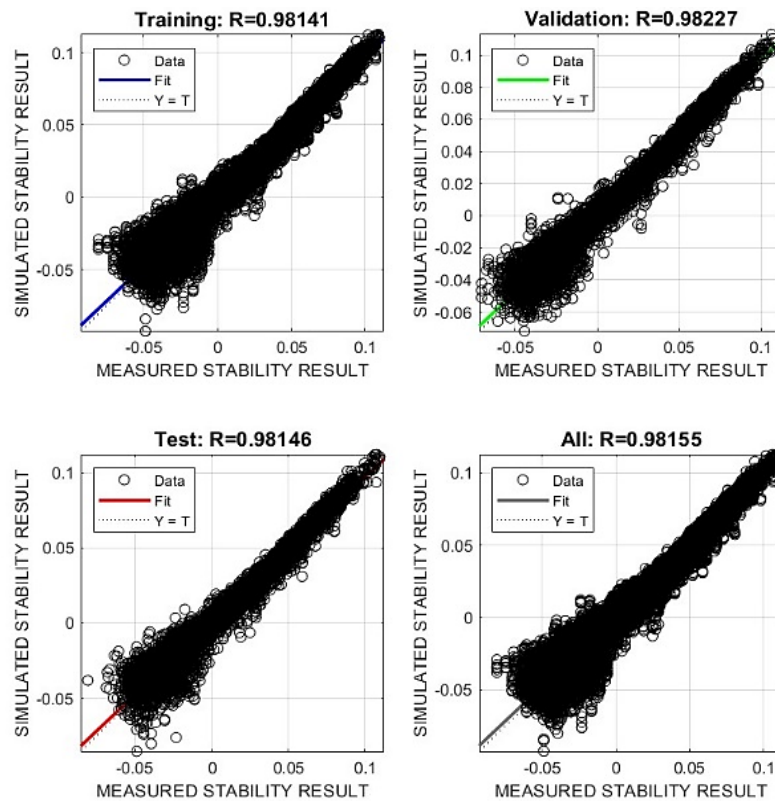 Training: R=0.98141
0.1
0.05
0
-0.05
Data
Fit
Y = T
-0.05 0 0.05 0.1
MEASURED STABILITY RESULT
SIMULATED STABILITY RESULT
Validation: R=0.98227
0.1
0.08
0.06
0.04
0.02
0
-0.02
-0.04
-0.06
Data
Fit
Y = T
-0.05 0 0.05 0.1
MEASURED STABILITY RESULT
SIMULATED STABILITY RESULT
Test: R=0.98146
0.1
0.05
0
-0.05
Data
Fit
Y = T
-0.05 0 0.05 0.1
MEASURED STABILITY RESULT
SIMULATED STABILITY RESULT
All: R=0.98155
0.1
0.05
0
-0.05
Data
Fit
Y = T
-0.05 0 0.05 0.1
MEASURED STABILITY RESULT
SIMULATED STABILITY RESULT